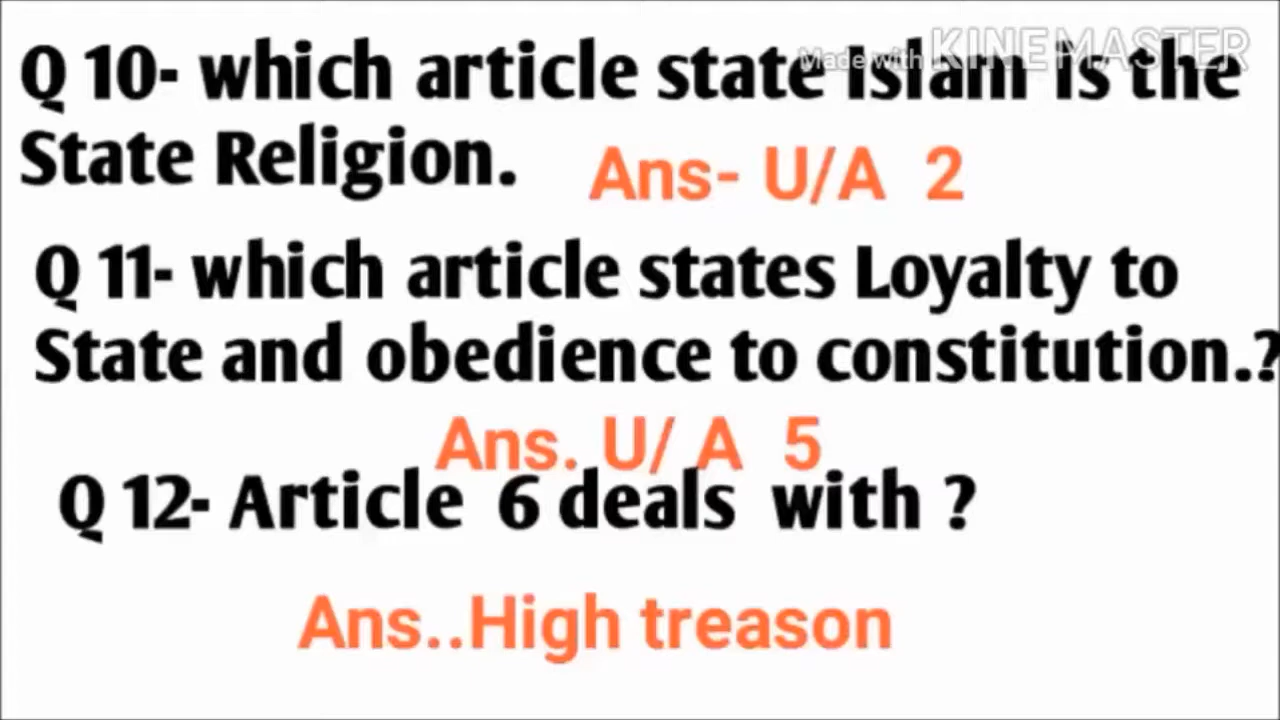 Made with KINEMASTER
Q 10- which article state Islam is the
State Religion.
Ans- U/A 2
Q 11- which article states Loyalty to
State and obedience to constitution.?
Ans. U/ A 5
Q 12- Article 6 deals with ?
Ans..High treason